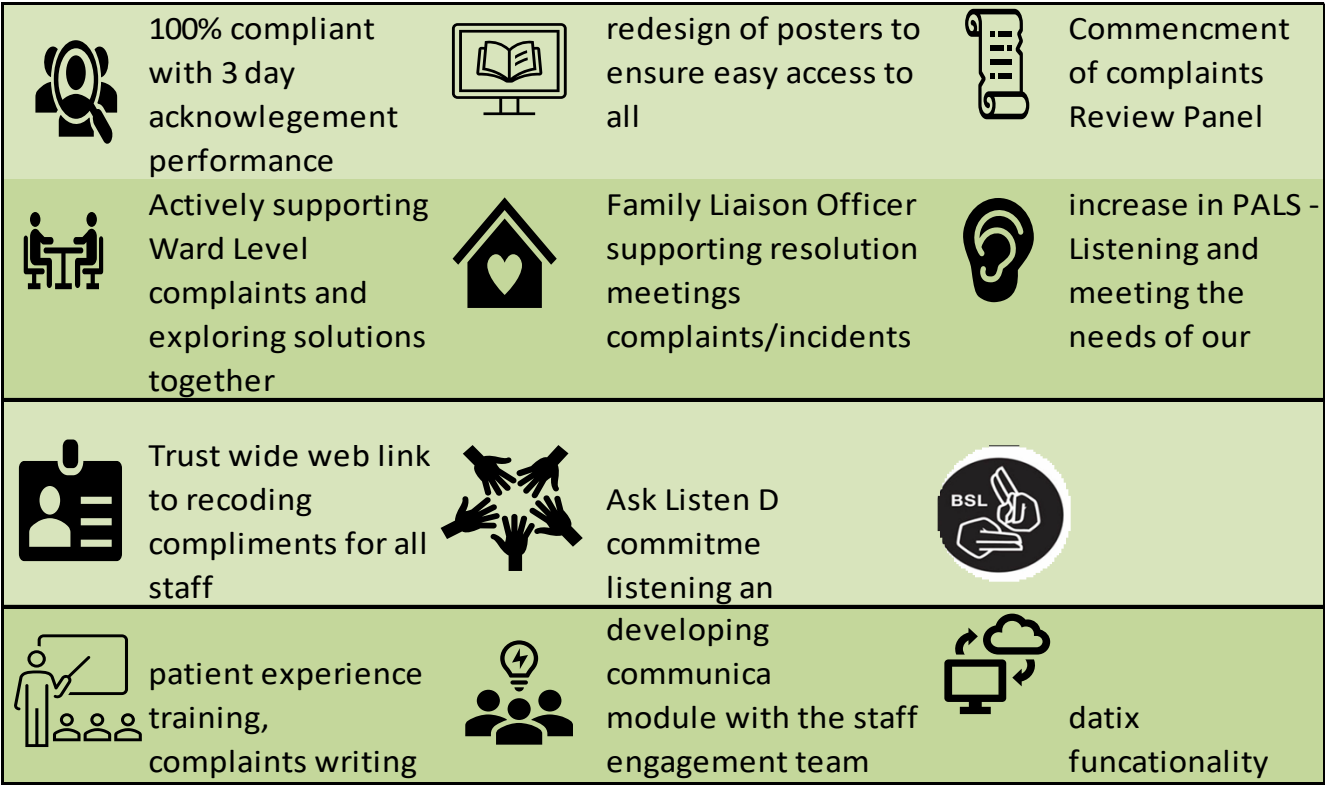 100% compliant
with 3 day
acknowlegement
performance
redesign of posters to
ensure easy access to
all
Commencment
of complaints
Review Panel
Actively supporting
Ward Level
complaints and
exploring solutions
together
Family Liaison Officer
supporting resolution
meetings
complaints/incidents
increase in PALS -
Listening and
meeting the
needs of our
Trust wide web link
to recoding
compliments for all
staff
Ask Listen D
commitme
listening an
BSL
patient experience
training,
complaints writing
developing
communica
module with the staff
engagement team
datix
funcationality